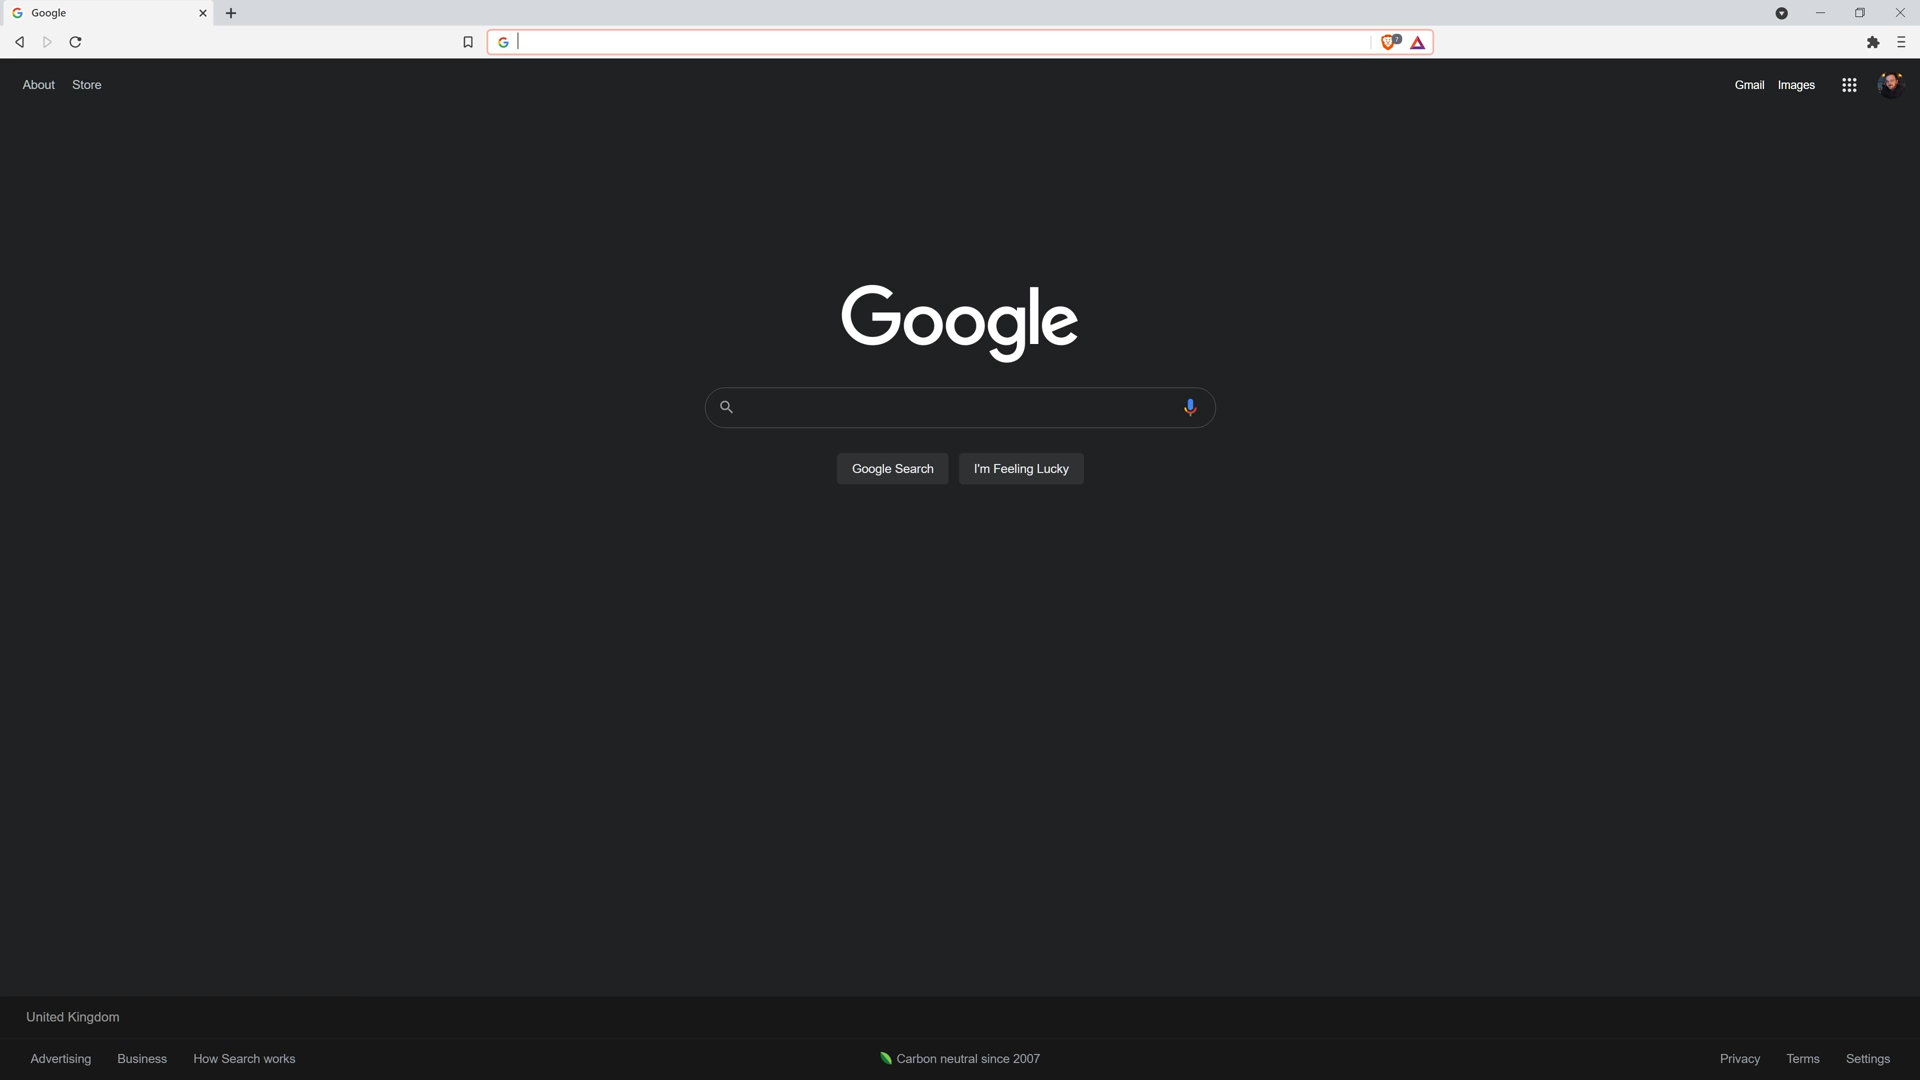 Google
7
About Store
Gmail Images
Google
Google Search I'm Feeling Lucky
United Kingdom
Advertising Business How Search works
Carbon neutral since 2007
Privacy Terms Settings